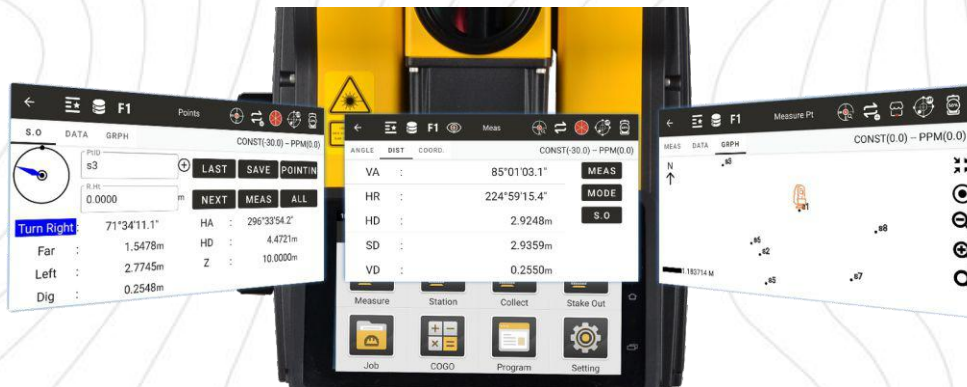 F1 Points
S.O DATA GRPH
CONST(-30.0) – PPM(0.0)
PtID
s3
LAST SAVE POINTIN
R.Ht.
0.0000 m
NEXT MEAS ALL
Turn Right : 71°34'11.1"
HA : 296°33'54.2"
Far : 1.5478m
HD : 4.4721m
Left : 2.7745m
Z : 10.0000m
Dig : 0.2548m
F1 Meas
ANGLE DIST COORD.
CONST(-30.0) – PPM(0.0)
VA : 85°01'03.1"
MEAS
HR : 224°59'15.4"
MODE
HD : 2.9248m
S.O
SD : 2.9359m
VD : 0.2550m
Measure Station Collect Stake Out
Job COGO Program Setting
F1 Measure Pt
MEAS DATA GRPH
CONST(0.0) – PPM(0.0)
N
s3
s1
s8
s6
s2
1.183714 M
s5
s7